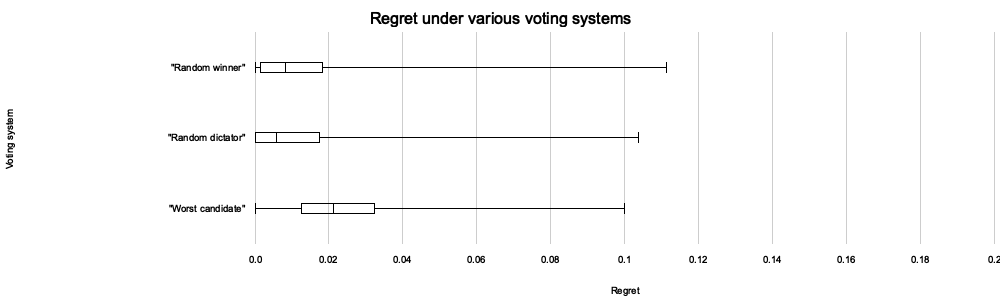 Regret under various voting systems
"Random winner"
"Random dictator"
"Worst candidate"
Voting system
0.0 0.02 0.04 0.06 0.08 0.1 0.12 0.14 0.16 0.18 0.2
Regret